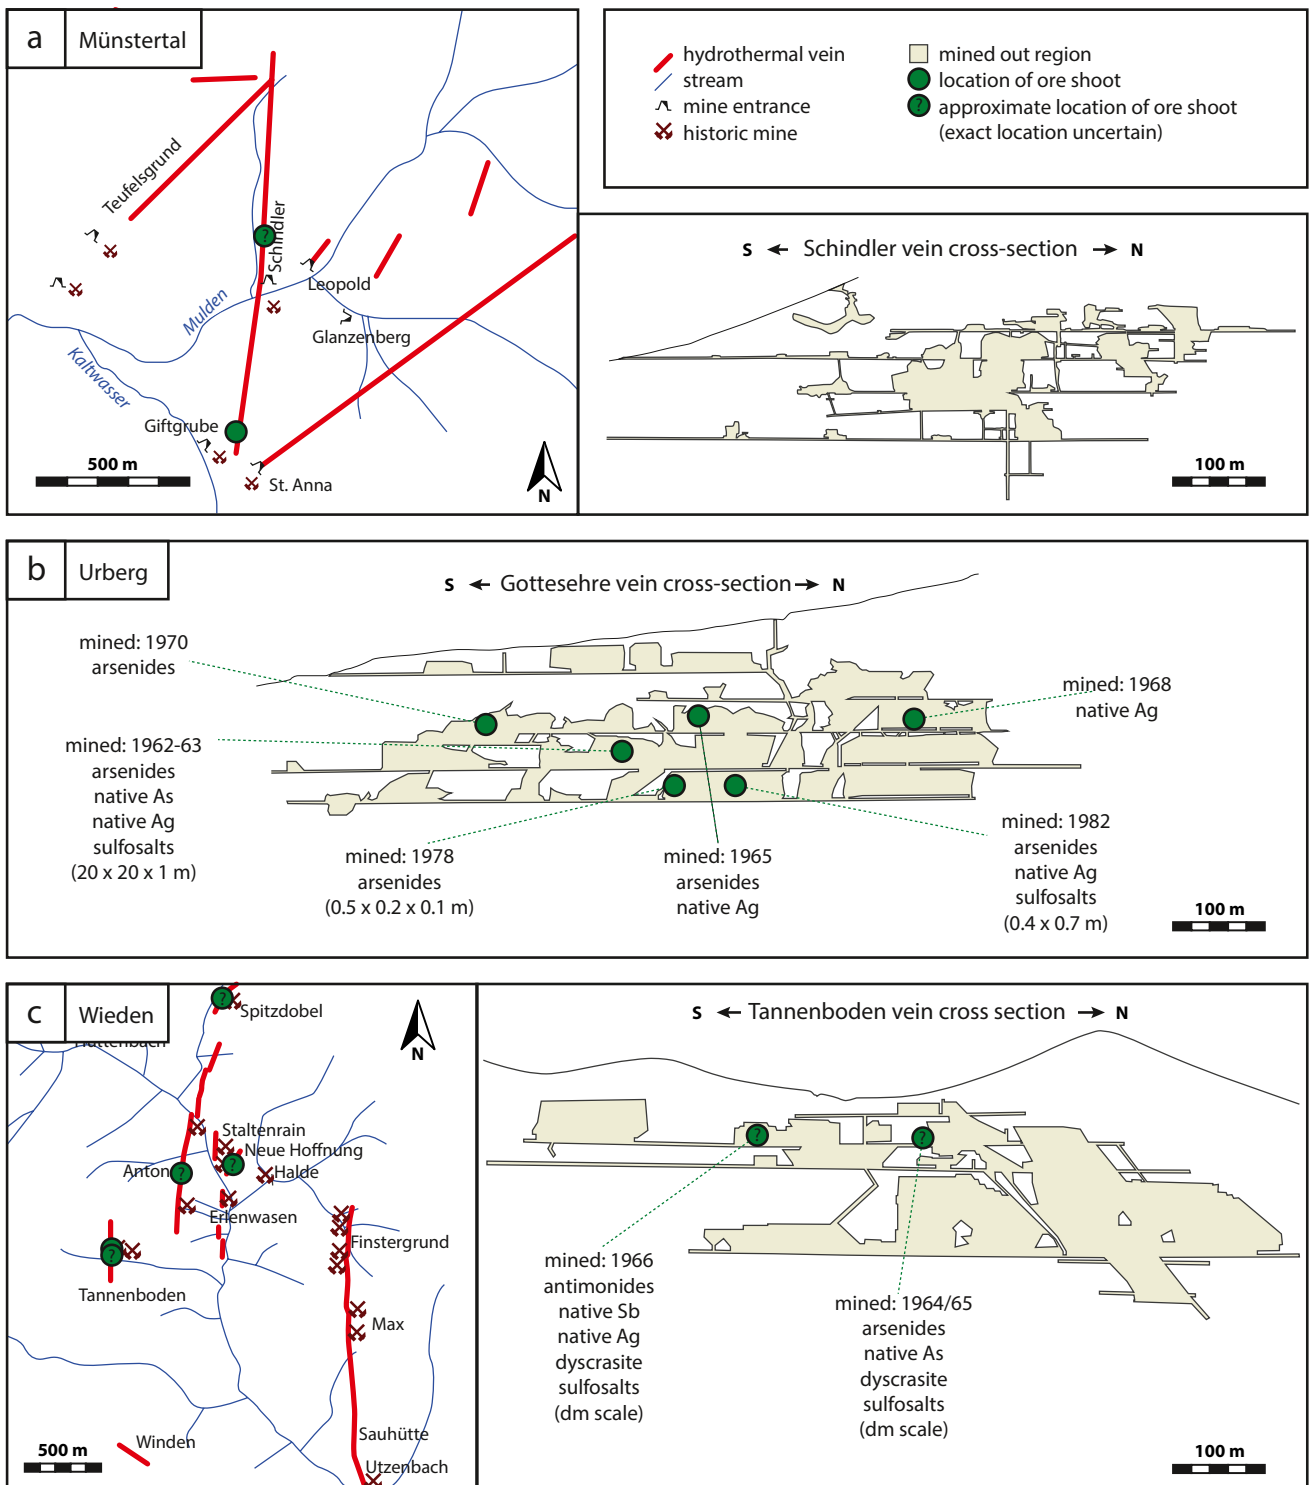 a
Münstertal
Teufelsgrund
Schindler
Leopold
Mulden
Glanzenberg
Kaltwasser
Giftgrube
500 m
St. Anna
N
hydrothermal vein
stream
mine entrance
historic mine
mined out region
location of ore shoot
? approximate location of ore shoot
(exact location uncertain)
?
S ← Schindler vein cross-section → N
100 m
b
Urberg
S ← Gottesehre vein cross-section → N
mined: 1970
arsenides
mined: 1962-63
arsenides
native As
native Ag
sulfosalts
(20 x 20 x 1 m)
mined: 1978
arsenides
(0.5 x 0.2 x 0.1 m)
mined: 1965
arsenides
native Ag
mined: 1968
native Ag
mined: 1982
arsenides
native Ag
sulfosalts
(0.4 x 0.7 m)
100 m
c
Wieden
?
Spitzdobel
N
Staltenrain
Neue Hoffnung
?
Anton
?
Halde
Erlenwasen
Finstergrund
?
Tannenboden
Max
Winden
Sauhütte
Utzenbach
500 m
S ← Tannenboden vein cross section → N
?
?
mined: 1966
antimonides
native Sb
native Ag
dyscrasite
sulfosalts
(dm scale)
mined: 1964/65
arsenides
native As
dyscrasite
sulfosalts
(dm scale)
100 m